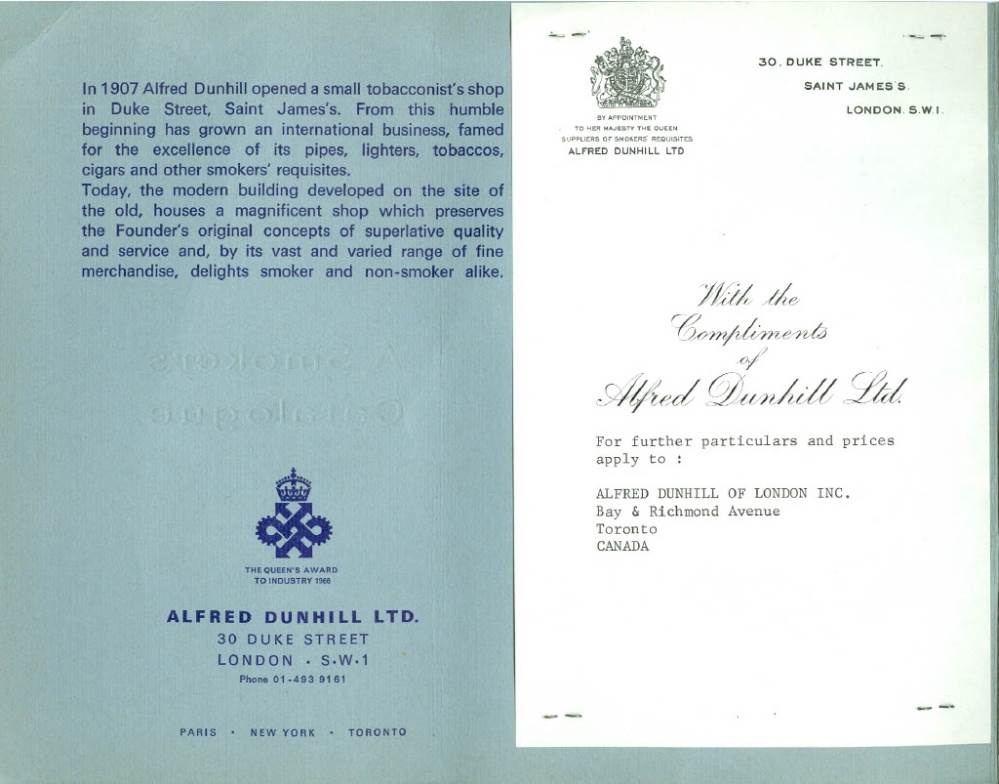 In 1907 Alfred Dunhill opened a small tobacconist's shop
in Duke Street, Saint James's. From this humble
beginning has grown an international business, famed
for the excellence of its pipes, lighters, tobaccos,
cigars and other smokers' requisites.
Today, the modern building developed on the site of
the old, houses a magnificent shop which preserves
the Founder's original concepts of superlative quality
and service and, by its vast and varied range of fine
merchandise, delights smoker and non-smoker alike.
A Smokers
Catalogue
THE QUEEN'S AWARD
TO INDUSTRY 1966
ALFRED DUNHILL LTD.
30 DUKE STREET
LONDON · S·W·1
Phone 01-493 9161
PARIS · NEW YORK · TORONTO
BY APPOINTMENT
TO HER MAJESTY THE QUEEN
SUPPLIERS OF SMOKERS' REQUISITES
ALFRED DUNHILL LTD
30. DUKE STREET.
SAINT JAMES'S.
LONDON. S.W.1.
With the
Compliments
of
Alfred Dunhill Ltd.
For further particulars and prices
apply to :
ALFRED DUNHILL OF LONDON INC.
Bay & Richmond Avenue
Toronto
CANADA